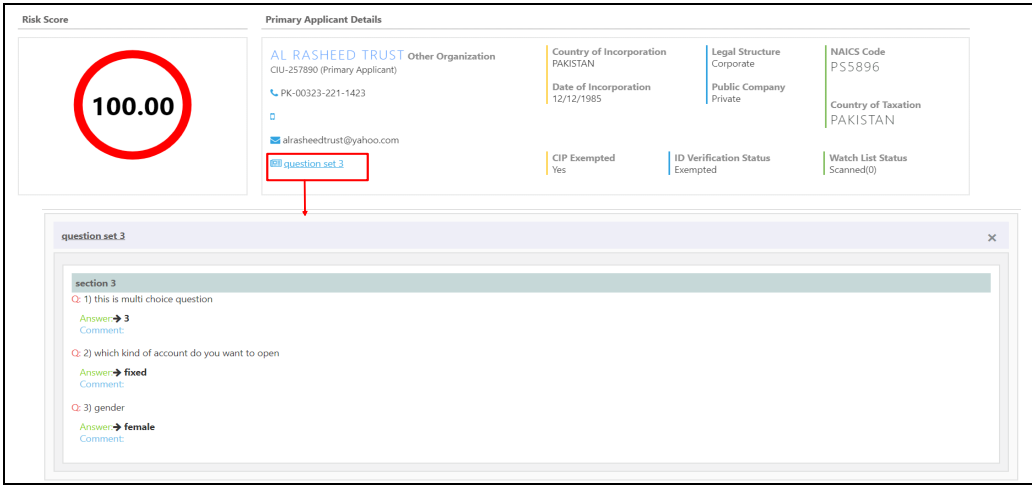 Risk Score
100.00
Primary Applicant Details
AL RASHEED TRUST Other Organization
CIU-257890 (Primary Applicant)
PK-00323-221-1423
alrasheedtrust@yahoo.com
question set 3
Country of Incorporation
PAKISTAN
Date of Incorporation
12/12/1985
Legal Structure
Corporate
Public Company
Private
NAICS Code
PS5896
Country of Taxation
PAKISTAN
CIP Exempted
Yes
ID Verification Status
Exempted
Watch List Status
Scanned(0)
question set 3
×
section 3
Q: 1) this is multi choice question
Answer:➔ 3
Comment:
Q: 2) which kind of account do you want to open
Answer:➔ fixed
Comment:
Q: 3) gender
Answer:➔ female
Comment: